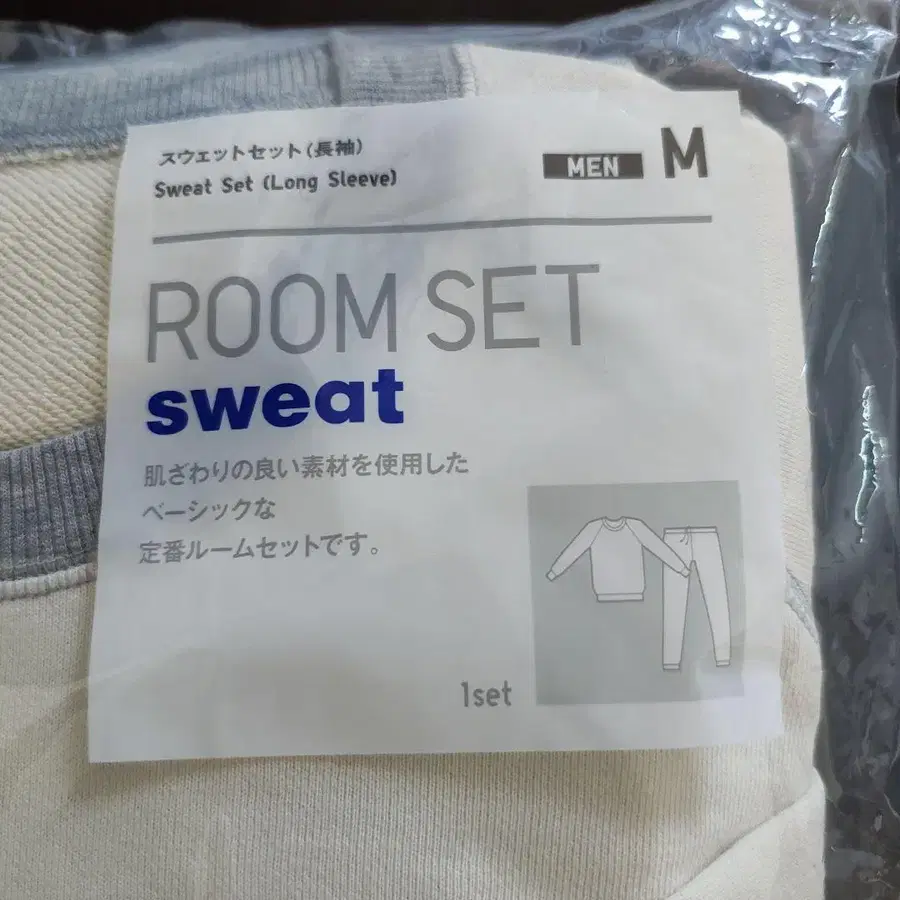 スウェットセット(長袖)
Sweat Set (Long Sleeve)
MEN M
ROOM SET
sweat
肌ざわりの良い素材を使用した
ベーシックな
定番ルームセットです。
1set